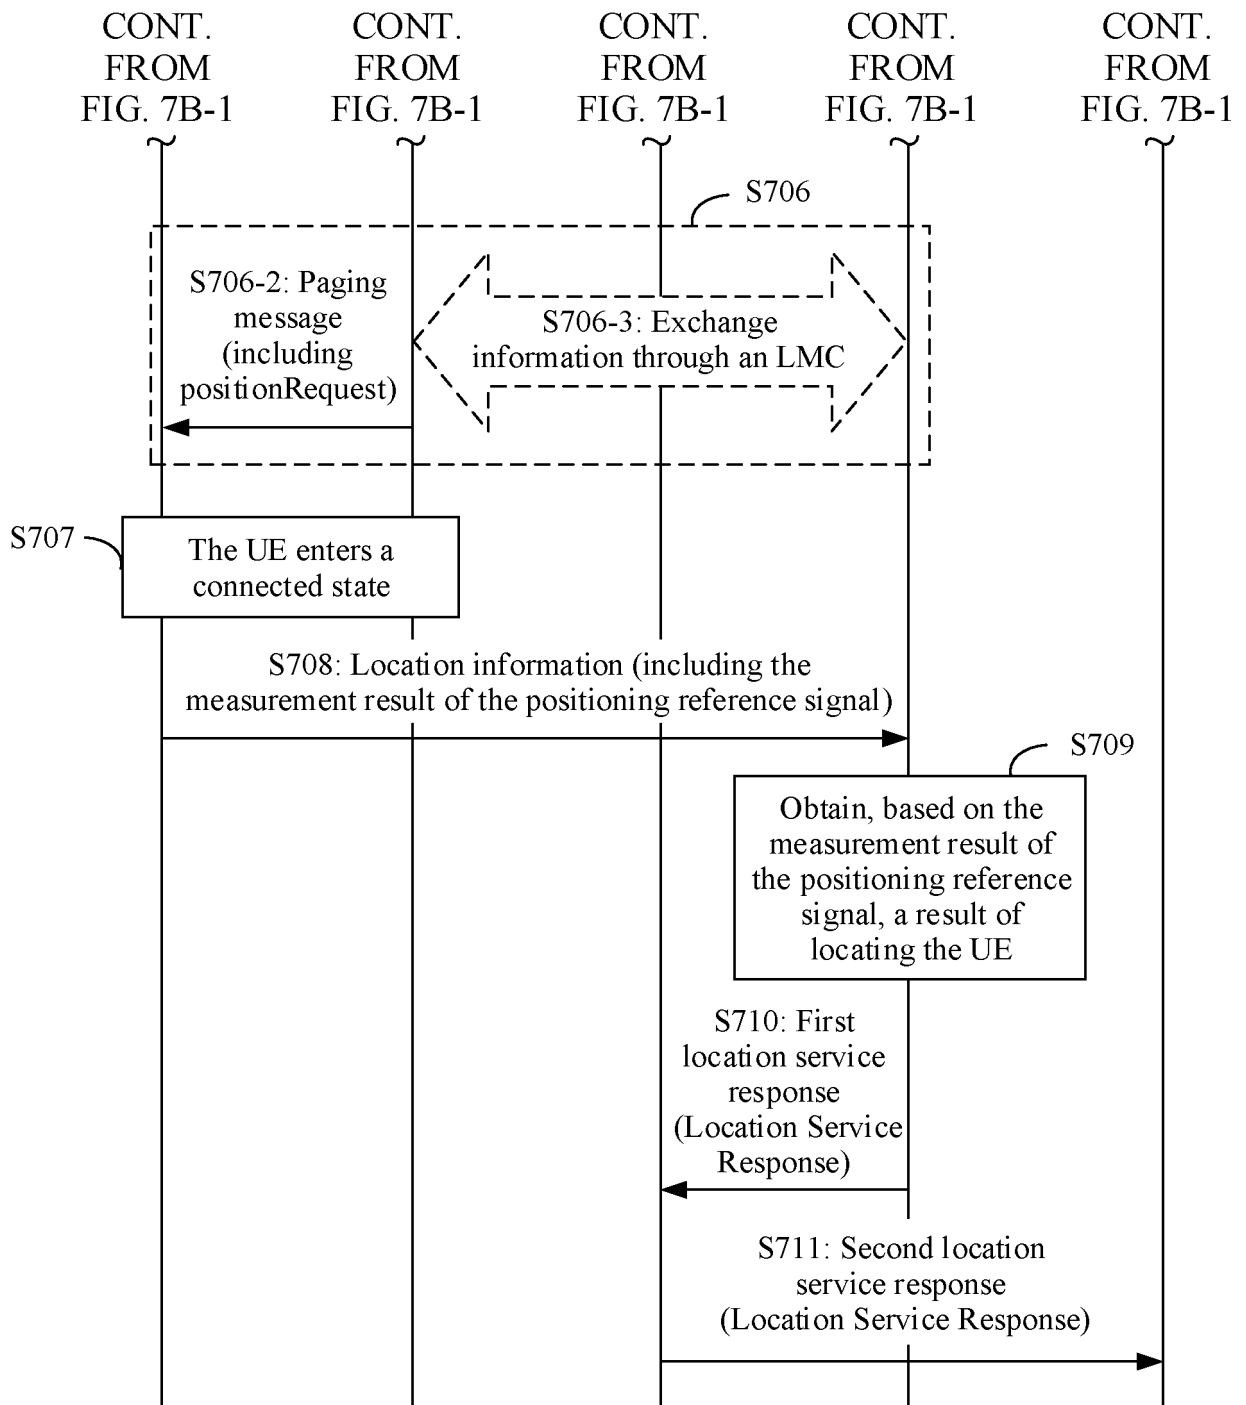 CONT.
FROM
FIG. 7B-1
CONT.
FROM
FIG. 7B-1
CONT.
FROM
FIG. 7B-1
CONT.
FROM
FIG. 7B-1
CONT.
FROM
FIG. 7B-1
S706
S706-2: Paging
message
(including
positionRequest)
S706-3: Exchange
information through an LMC
S707
The UE enters a
connected state
S708: Location information (including the
measurement result of the positioning reference signal)
S709
Obtain, based on the
measurement result of
the positioning reference
signal, a result of
locating the UE
S710: First
location service
response
(Location Service
Response)
S711: Second location
service response
(Location Service Response)